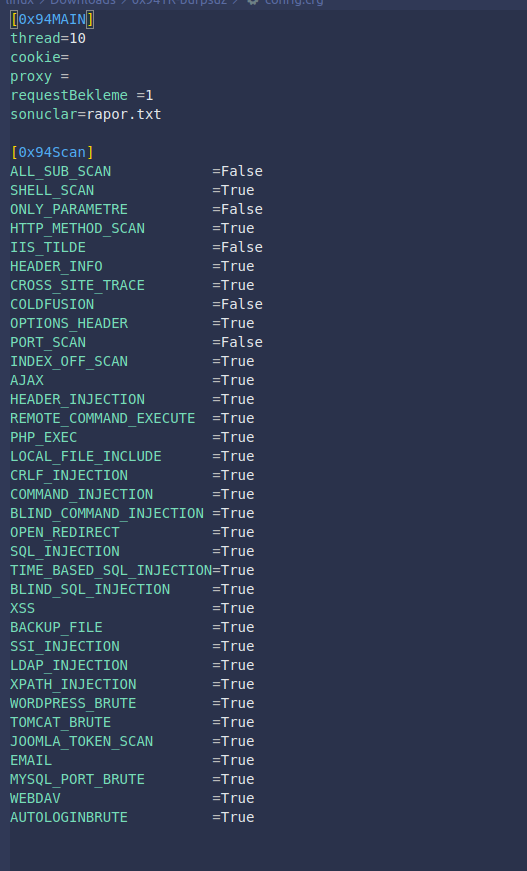 linux > Downloads > 0x94TR burpsuz > config.cfg
[0x94MAIN]
thread=10
cookie=
proxy =
requestBekleme =1
sonuclar=rapor.txt
[0x94Scan]
ALL_SUB_SCAN =False
SHELL_SCAN =True
ONLY_PARAMETRE =False
HTTP_METHOD_SCAN =True
IIS_TILDE =False
HEADER_INFO =True
CROSS_SITE_TRACE =True
COLDFUSION =False
OPTIONS_HEADER =True
PORT_SCAN =False
INDEX_OFF_SCAN =True
AJAX =True
HEADER_INJECTION =True
REMOTE_COMMAND_EXECUTE =True
PHP_EXEC =True
LOCAL_FILE_INCLUDE =True
CRLF_INJECTION =True
COMMAND_INJECTION =True
BLIND_COMMAND_INJECTION =True
OPEN_REDIRECT =True
SQL_INJECTION =True
TIME_BASED_SQL_INJECTION=True
BLIND_SQL_INJECTION =True
XSS =True
BACKUP_FILE =True
SSI_INJECTION =True
LDAP_INJECTION =True
XPATH_INJECTION =True
WORDPRESS_BRUTE =True
TOMCAT_BRUTE =True
JOOMLA_TOKEN_SCAN =True
EMAIL =True
MYSQL_PORT_BRUTE =True
WEBDAV =True
AUTOLOGINBRUTE =True